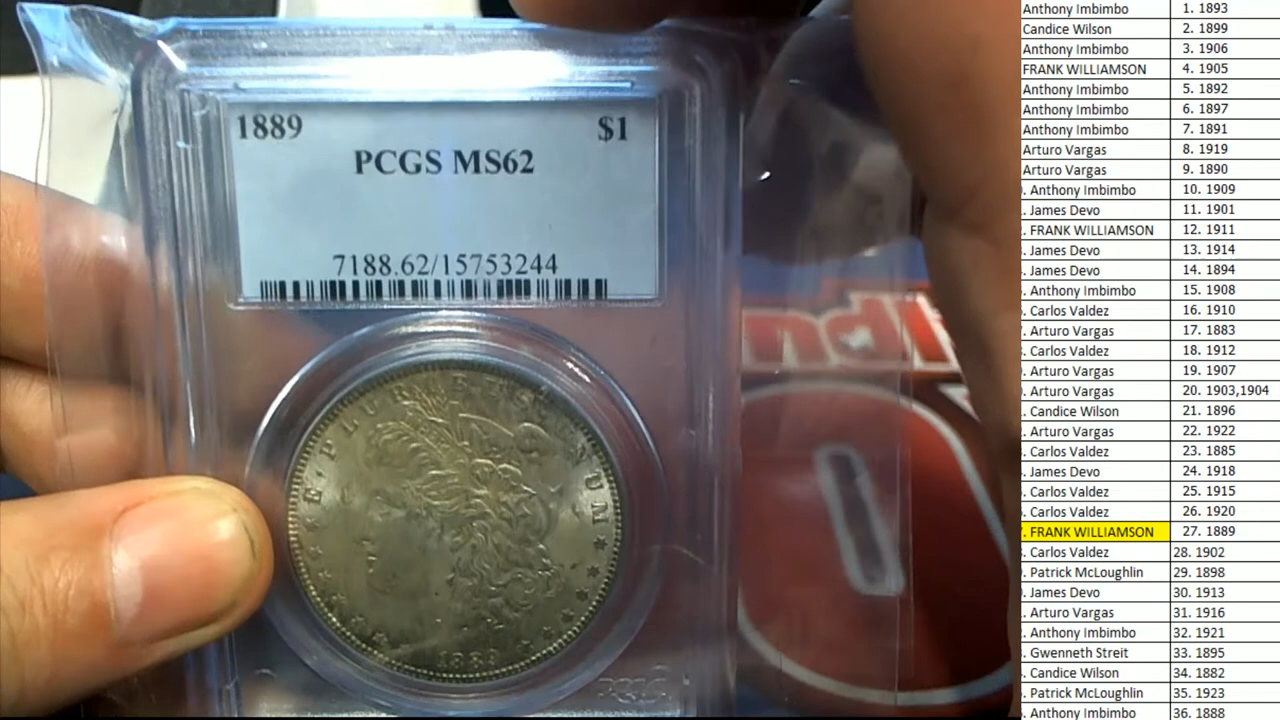 1889 $1
PCGS MS62
7188.62/15753244
1889
PCGS
Anthony Imbimbo 1. 1893
Candice Wilson 2. 1899
Anthony Imbimbo 3. 1906
FRANK WILLIAMSON 4. 1905
Anthony Imbimbo 5. 1892
Anthony Imbimbo 6. 1897
Anthony Imbimbo 7. 1891
Arturo Vargas 8. 1919
Arturo Vargas 9. 1890
. Anthony Imbimbo 10. 1909
. James Devo 11. 1901
. FRANK WILLIAMSON 12. 1911
. James Devo 13. 1914
. James Devo 14. 1894
. Anthony Imbimbo 15. 1908
. Carlos Valdez 16. 1910
. Arturo Vargas 17. 1883
. Carlos Valdez 18. 1912
. Arturo Vargas 19. 1907
. Arturo Vargas 20. 1903,1904
. Candice Wilson 21. 1896
. Arturo Vargas 22. 1922
. Carlos Valdez 23. 1885
. James Devo 24. 1918
. Carlos Valdez 25. 1915
. Carlos Valdez 26. 1920
. FRANK WILLIAMSON 27. 1889
. Carlos Valdez 28. 1902
. Patrick McLoughlin 29. 1898
. James Devo 30. 1913
. Arturo Vargas 31. 1916
. Anthony Imbimbo 32. 1921
. Gwenneth Streit 33. 1895
. Candice Wilson 34. 1882
. Patrick McLoughlin 35. 1923
. Anthony Imbimbo 36. 1888